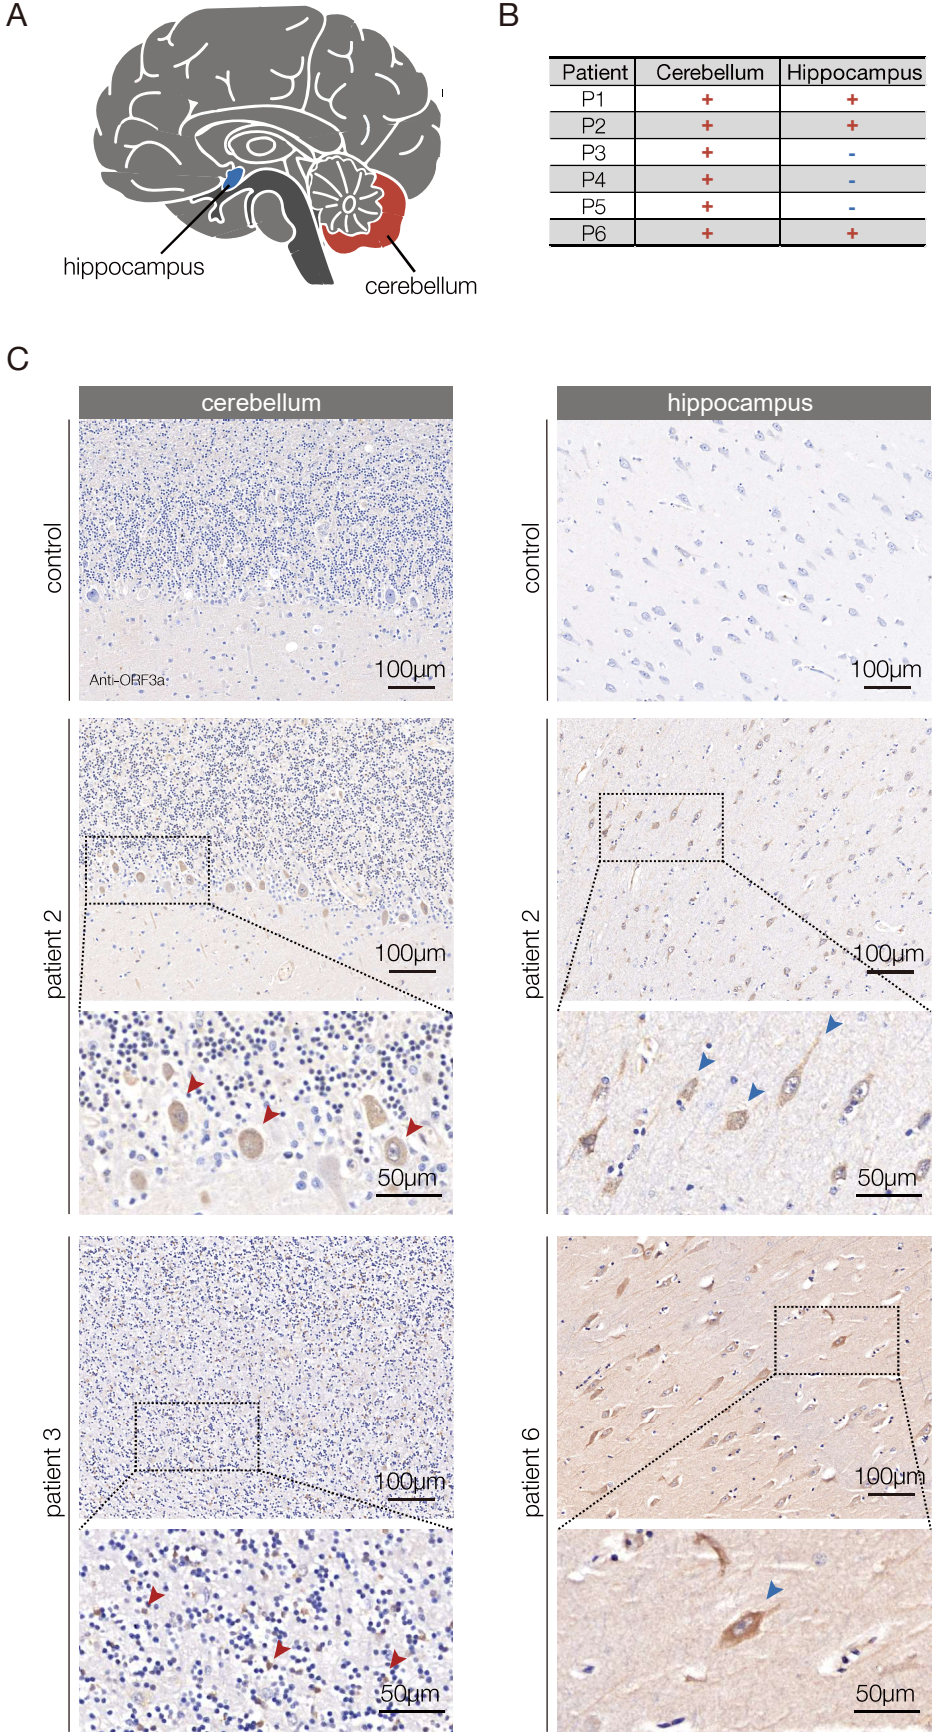 A
B
hippocampus
cerebellum
Patient Cerebellum Hippocampus
P1 + +
P2 + +
P3 + -
P4 + -
P5 + -
P6 + +
C
cerebellum
hippocampus
control
Anti-ORF3a
100µm
control
100µm
patient 2
100µm
50µm
patient 2
100µm
50µm
patient 3
100µm
50µm
patient 6
100µm
50µm